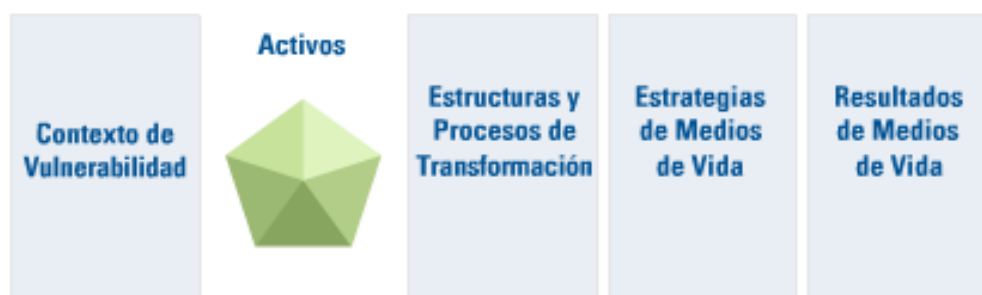 Contexto de
Vulnerabilidad
Activos
Estructuras y
Procesos de
Transformación
Estrategias
de Medios
de Vida
Resultados
de Medios
de Vida